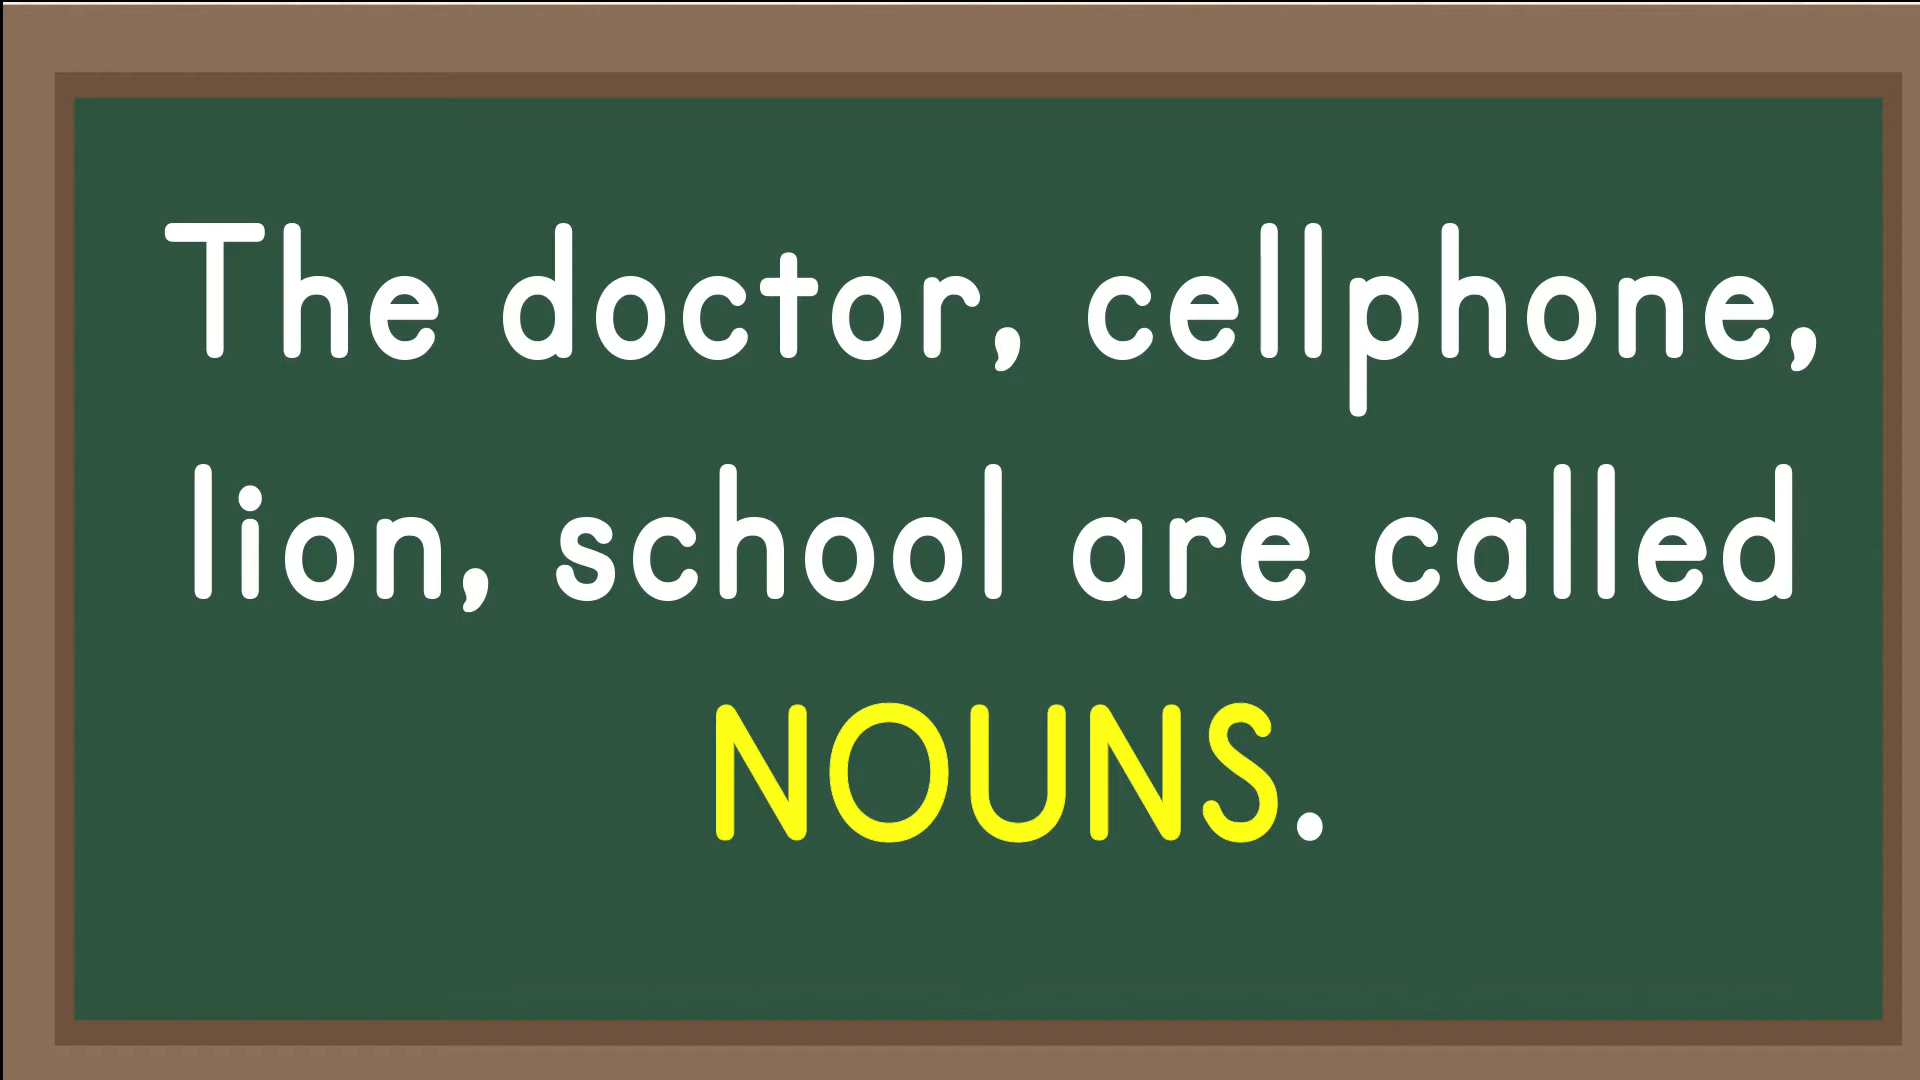 The doctor, cellphone,
lion, school are called
NOUNS.